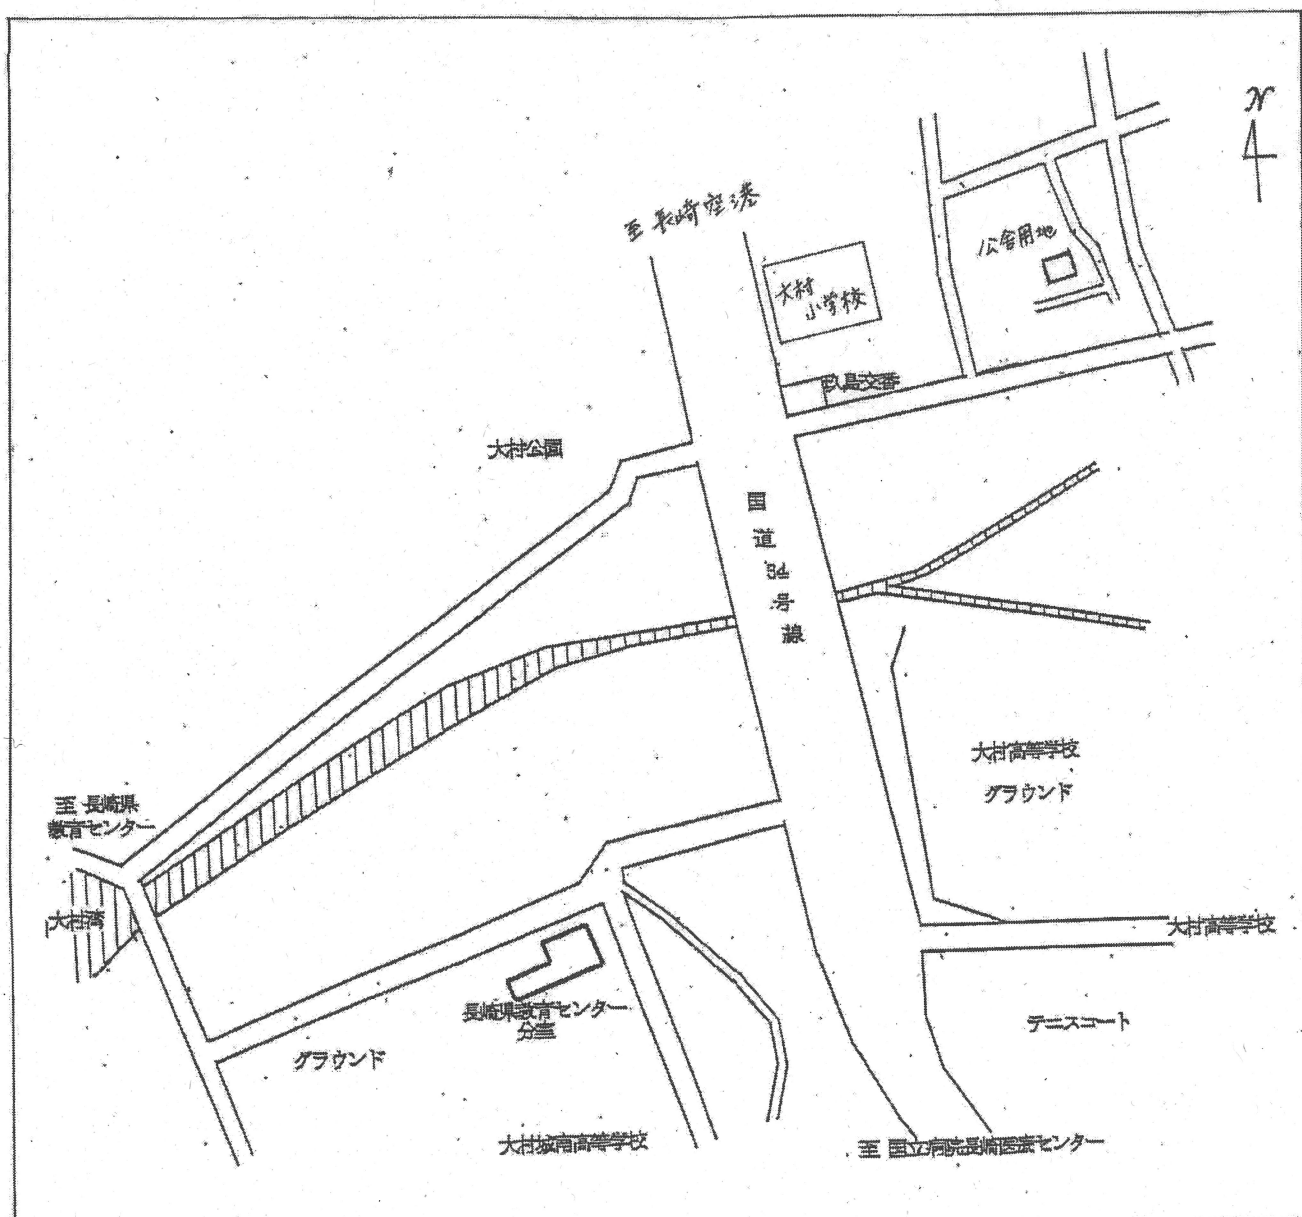 N
至 長崎空港
公舎用地
大村
小学校
玖島交番
大村公園
国道四号線
大村高等学校
グラウンド
至 長崎県
教育センター
大村湾
大村高等学校
長崎県教育センター
分室
テニスコート
グラウンド
大村城南高等学校
至 国立病院長崎医療センター